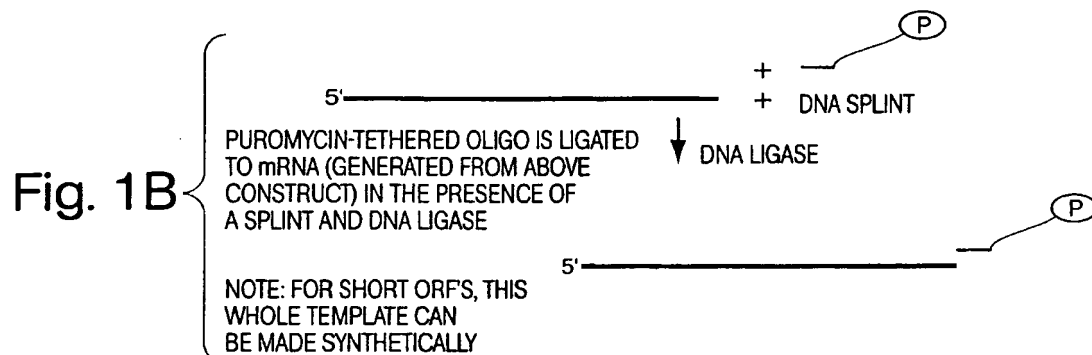 Fig. 1B
P
+
5'
+ DNA SPLINT
PUROMYCIN-TETHERED OLIGO IS LIGATED
TO mRNA (GENERATED FROM ABOVE
CONSTRUCT) IN THE PRESENCE OF
A SPLINT AND DNA LIGASE
DNA LIGASE
P
5'
NOTE: FOR SHORT ORF'S, THIS
WHOLE TEMPLATE CAN
BE MADE SYNTHETICALLY